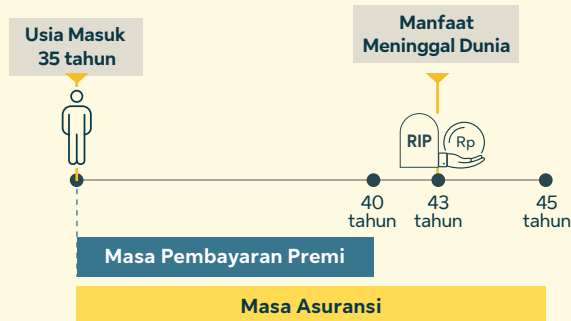 Usia Masuk
35 tahun
Manfaat
Meninggal Dunia
RIP
Rp
40
tahun
43
tahun
45
tahun
Masa Pembayaran Premi
Masa Asuransi